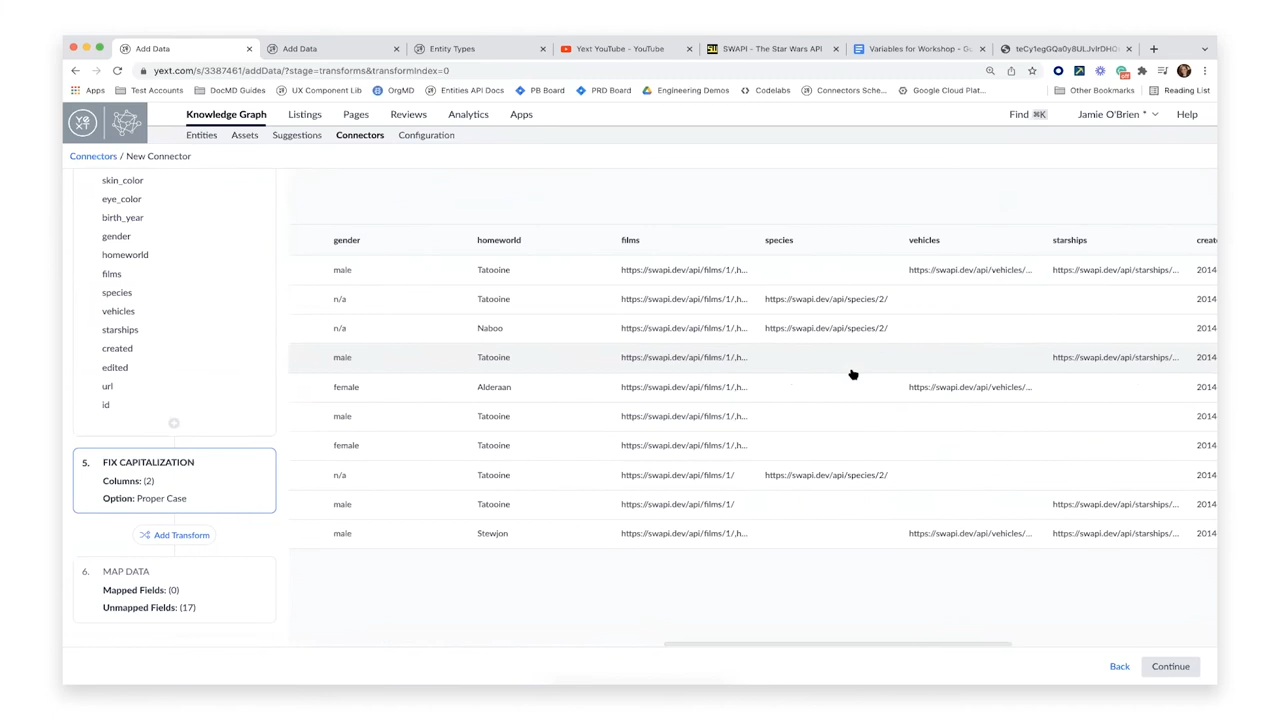 Add Data
Add Data
Entity Types
Yext YouTube - YouTube
SWAPI - The Star Wars API
Variables for Workshop - Go
teCy1egGQa0y8ULJvIrDHQ
yext.com/s/3387461/addData/?stage=transforms&transformIndex=0
Apps
Test Accounts
DocMD Guides
UX Component Lib
OrgMD
Entities API Docs
PB Board
PRD Board
Engineering Demos
Codelabs
Connectors Sche...
Google Cloud Plat...
Other Bookmarks
Reading List
YEXT
Knowledge Graph
Listings
Pages
Reviews
Analytics
Apps
Find ⌘K
Jamie O'Brien *
Help
Entities
Assets
Suggestions
Connectors
Configuration
Connectors / New Connector
skin_color
eye_color
birth_year
gender
homeworld
films
species
vehicles
starships
created
edited
url
id
5. FIX CAPITALIZATION
Columns: (2)
Option: Proper Case
Add Transform
6. MAP DATA
Mapped Fields: (0)
Unmapped Fields: (17)
gender homeworld films species vehicles starships create
male Tatooine https://swapi.dev/api/films/1/,h... https://swapi.dev/api/vehicles/... https://swapi.dev/api/starships/... 2014
n/a Tatooine https://swapi.dev/api/films/1/,h... https://swapi.dev/api/species/2/ 2014
n/a Naboo https://swapi.dev/api/films/1/,h... https://swapi.dev/api/species/2/ 2014
male Tatooine https://swapi.dev/api/films/1/,h... https://swapi.dev/api/starships/... 2014
female Alderaan https://swapi.dev/api/films/1/,h... https://swapi.dev/api/vehicles/... 2014
male Tatooine https://swapi.dev/api/films/1/,h... 2014
female Tatooine https://swapi.dev/api/films/1/,h... 2014
n/a Tatooine https://swapi.dev/api/films/1/ https://swapi.dev/api/species/2/ 2014
male Tatooine https://swapi.dev/api/films/1/ https://swapi.dev/api/starships/... 2014
male Stewjon https://swapi.dev/api/films/1/,h... https://swapi.dev/api/vehicles/... https://swapi.dev/api/starships/... 2014
Back
Continue